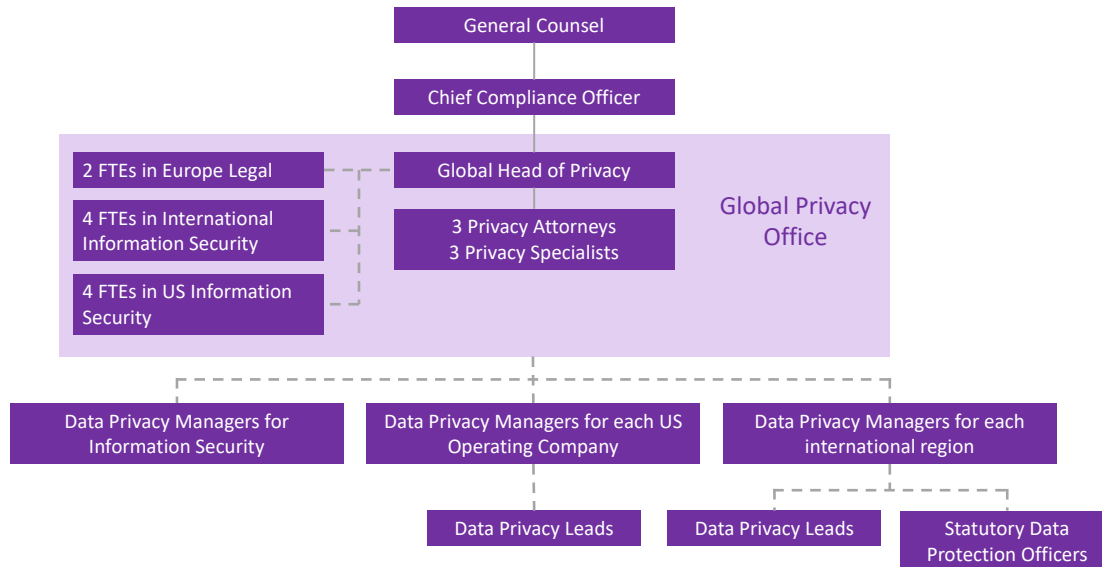 General Counsel
Chief Compliance Officer
2 FTEs in Europe Legal
Global Head of Privacy
4 FTEs in International
Information Security
3 Privacy Attorneys
3 Privacy Specialists
Global Privacy
Office
4 FTEs in US Information
Security
Data Privacy Managers for
Information Security
Data Privacy Managers for each US
Operating Company
Data Privacy Managers for each
international region
Data Privacy Leads
Data Privacy Leads
Statutory Data
Protection Officers